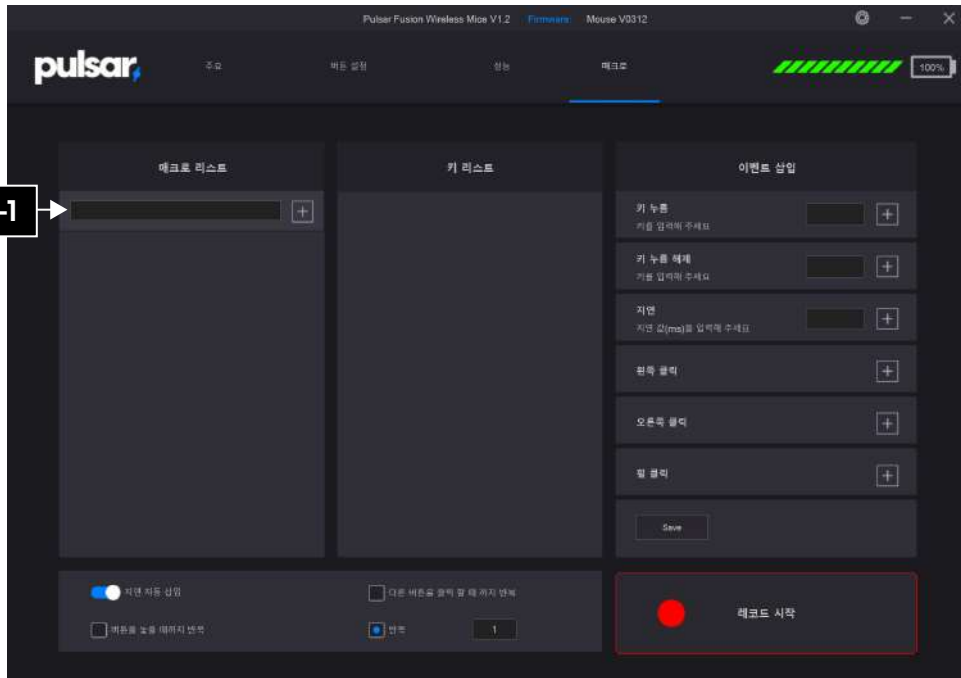 Pulsar Fusion Wireless Mice V1.2 Firmware: Mouse V0312
pulsar
주요 버튼 설정 성능 매크로
100%
매크로 리스트 키 리스트 이벤트 삽입
-1
키 누름
키를 입력해 주세요
키 누름 해제
키를 입력해 주세요
지연
지연 값(ms)을 입력해 주세요
왼쪽 클릭
오른쪽 클릭
휠 클릭
Save
지연 자동 삽입 다른 버튼을 클릭 할 때 까지 반복
버튼을 놓을 때까지 반복 반복 1
레코드 시작